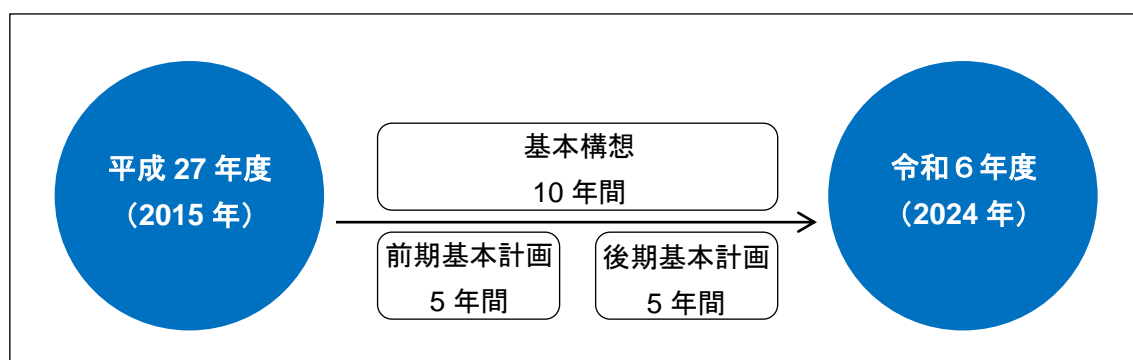 平成 27 年度
（2015 年）
基本構想
10 年間
前期基本計画
5 年間
後期基本計画
5 年間
令和６年度
（2024 年）